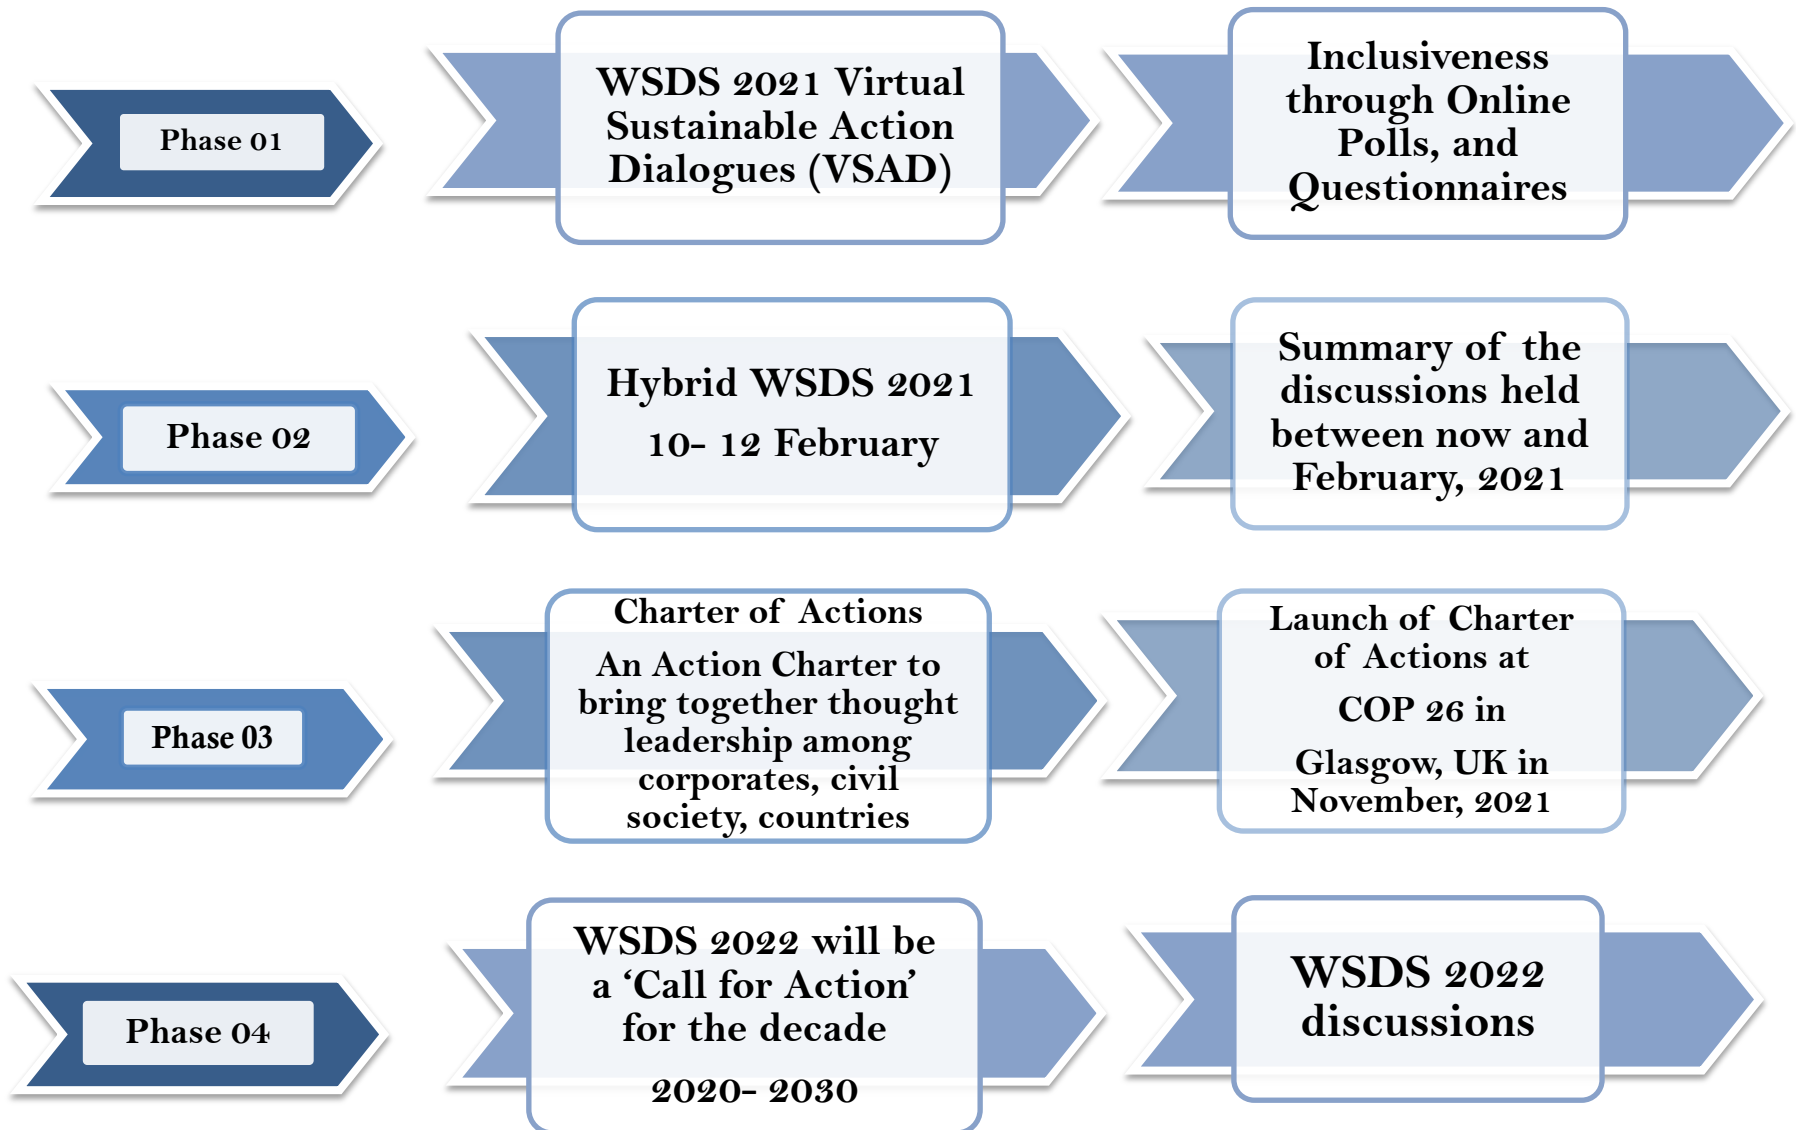 Phase 01
WSDS 2021 Virtual
Sustainable Action
Dialogues (VSAD)
Inclusiveness
through Online
Polls, and
Questionnaires
Phase 02
Hybrid WSDS 2021
10- 12 February
Summary of the
discussions held
between now and
February, 2021
Phase 03
Charter of Actions
An Action Charter to
bring together thought
leadership among
corporates, civil
society, countries
Launch of Charter
of Actions at
COP 26 in
Glasgow, UK in
November, 2021
Phase 04
WSDS 2022 will be
a ‘Call for Action’
for the decade
2020- 2030
WSDS 2022
discussions